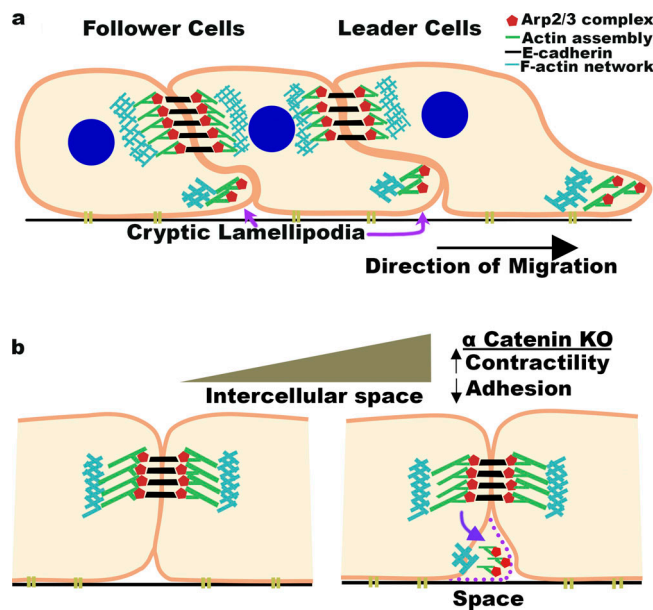 a
Follower Cells
Leader Cells
Arp2/3 complex
Actin assembly
E-cadherin
F-actin network
Cryptic Lamellipodia
Direction of Migration
b
α Catenin KO
Contractility
Intercellular space
Adhesion
Space